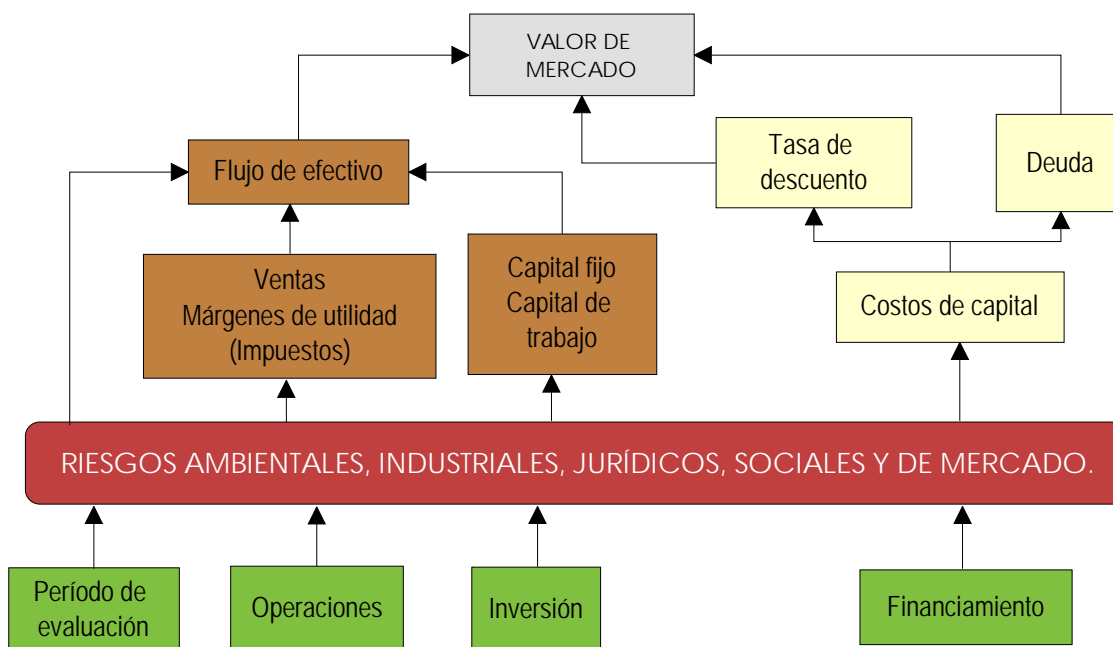 VALOR DE
MERCADO
Flujo de efectivo
Tasa de
descuento
Deuda
Ventas
Márgenes de utilidad
(Impuestos)
Capital fijo
Capital de
trabajo
Costos de capital
RIESGOS AMBIENTALES, INDUSTRIALES, JURÍDICOS, SOCIALES Y DE MERCADO.
Período de
evaluación
Operaciones
Inversión
Financiamiento